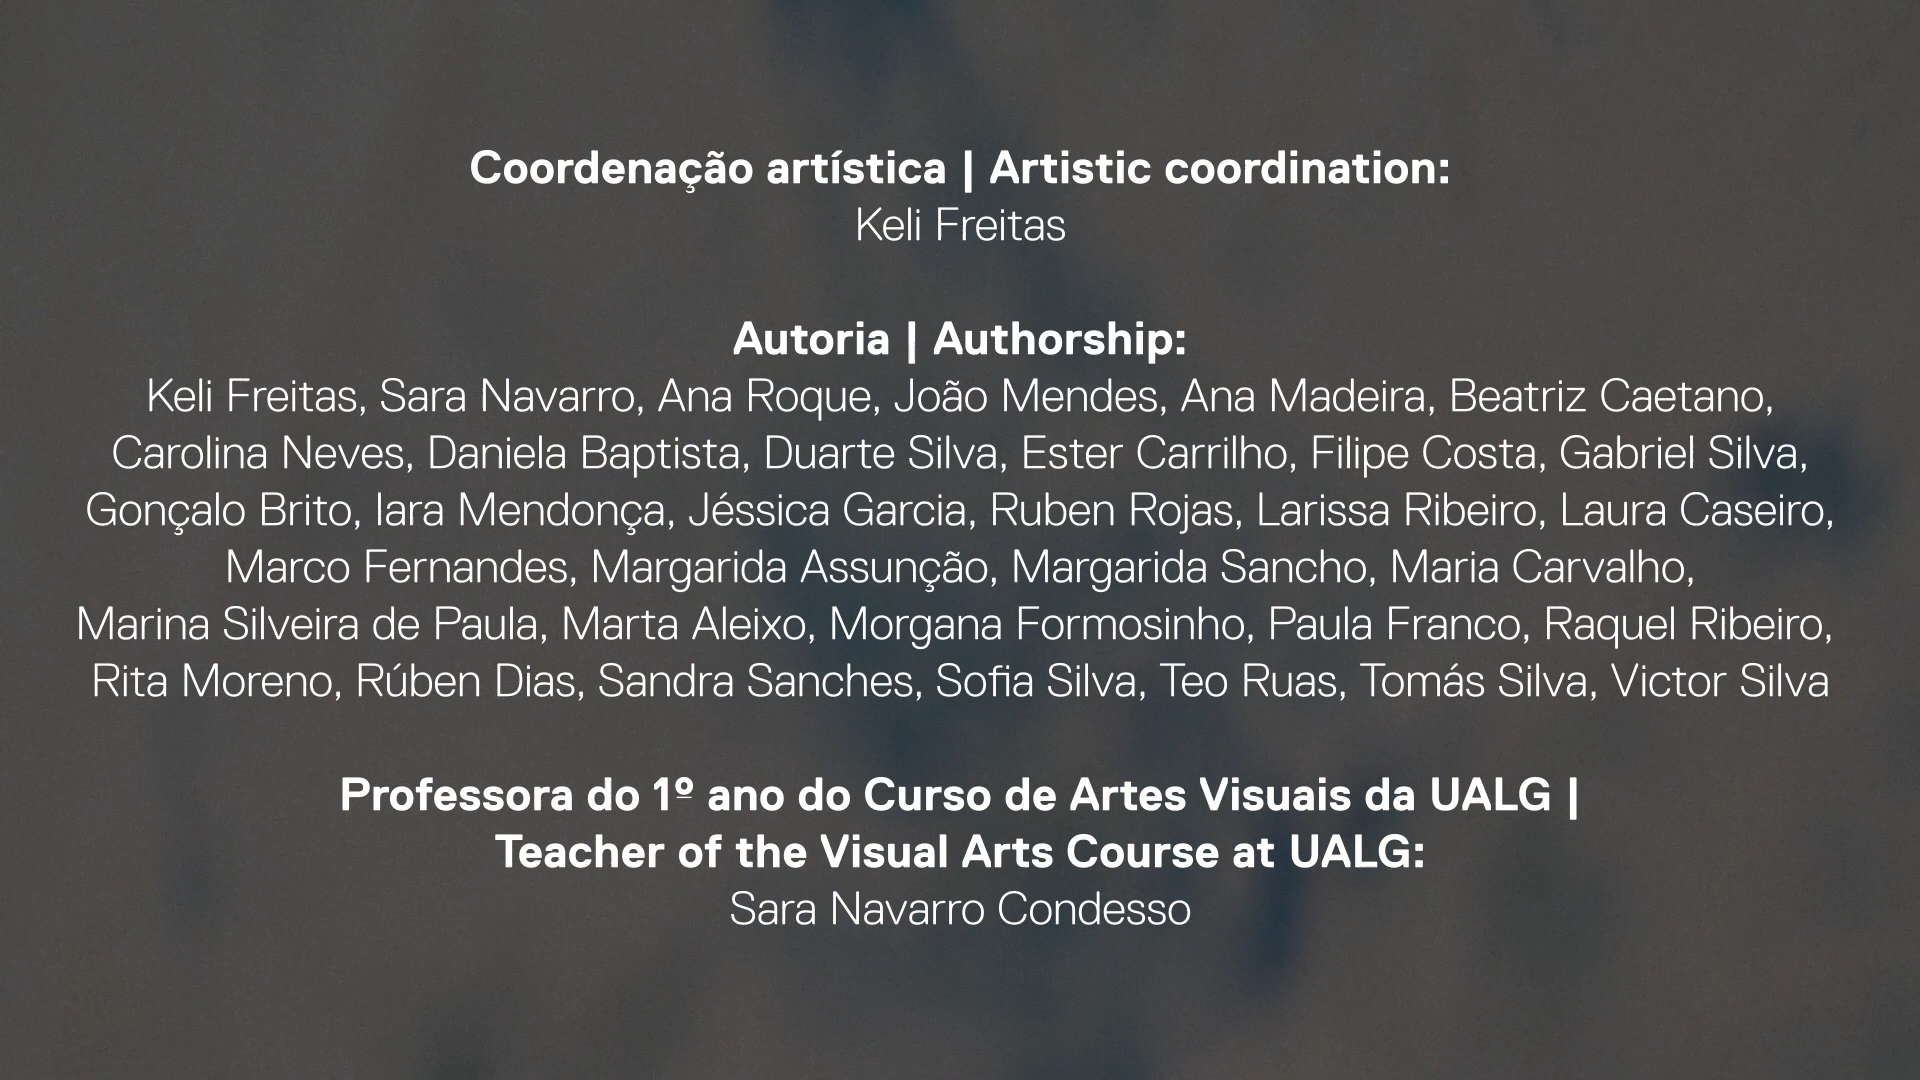 Coordenação artística | Artistic coordination:
Keli Freitas
Autoria | Authorship:
Keli Freitas, Sara Navarro, Ana Roque, João Mendes, Ana Madeira, Beatriz Caetano,
Carolina Neves, Daniela Baptista, Duarte Silva, Ester Carrilho, Filipe Costa, Gabriel Silva,
Gonçalo Brito, Iara Mendonça, Jéssica Garcia, Ruben Rojas, Larissa Ribeiro, Laura Caseiro,
Marco Fernandes, Margarida Assunção, Margarida Sancho, Maria Carvalho,
Marina Silveira de Paula, Marta Aleixo, Morgana Formosinho, Paula Franco, Raquel Ribeiro,
Rita Moreno, Rúben Dias, Sandra Sanches, Sofia Silva, Teo Ruas, Tomás Silva, Victor Silva
Professora do 1º ano do Curso de Artes Visuais da UALG |
Teacher of the Visual Arts Course at UALG:
Sara Navarro Condesso